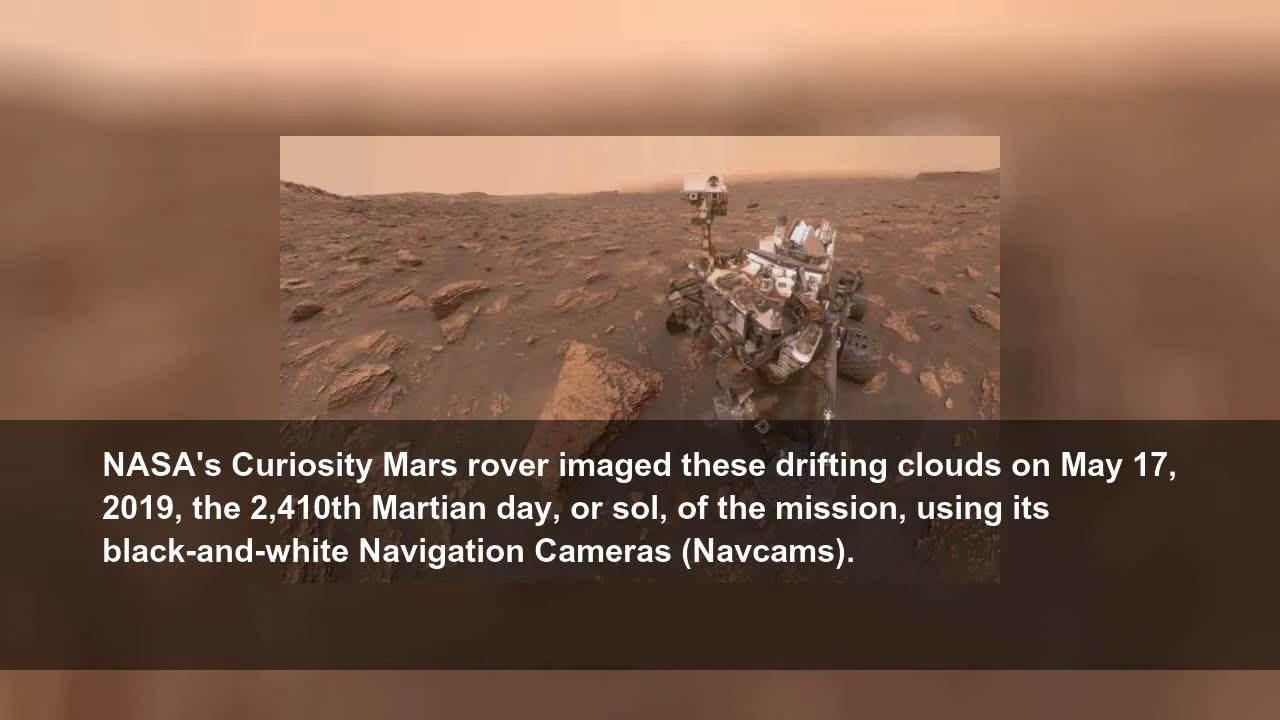 NASA's Curiosity Mars rover imaged these drifting clouds on May 17,
2019, the 2,410th Martian day, or sol, of the mission, using its
black-and-white Navigation Cameras (Navcams).